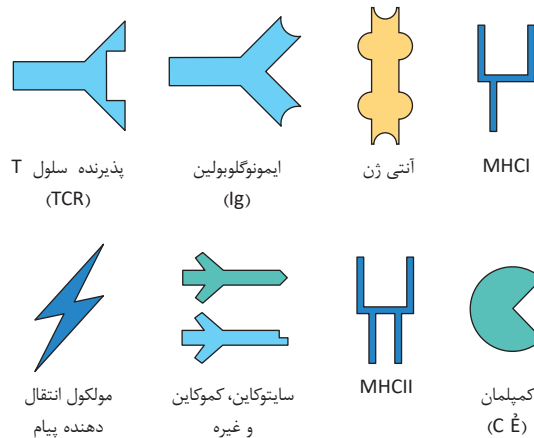 پذیرنده سلول T
(TCR)
ایمونوگلوبولین
(Ig)
آنتی ژن
MHCI
مولکول انتقال
دهنده پیام
سایتوکاین، کموکاین
و غیره
MHCII
کمپلمان
(C Ẻ)